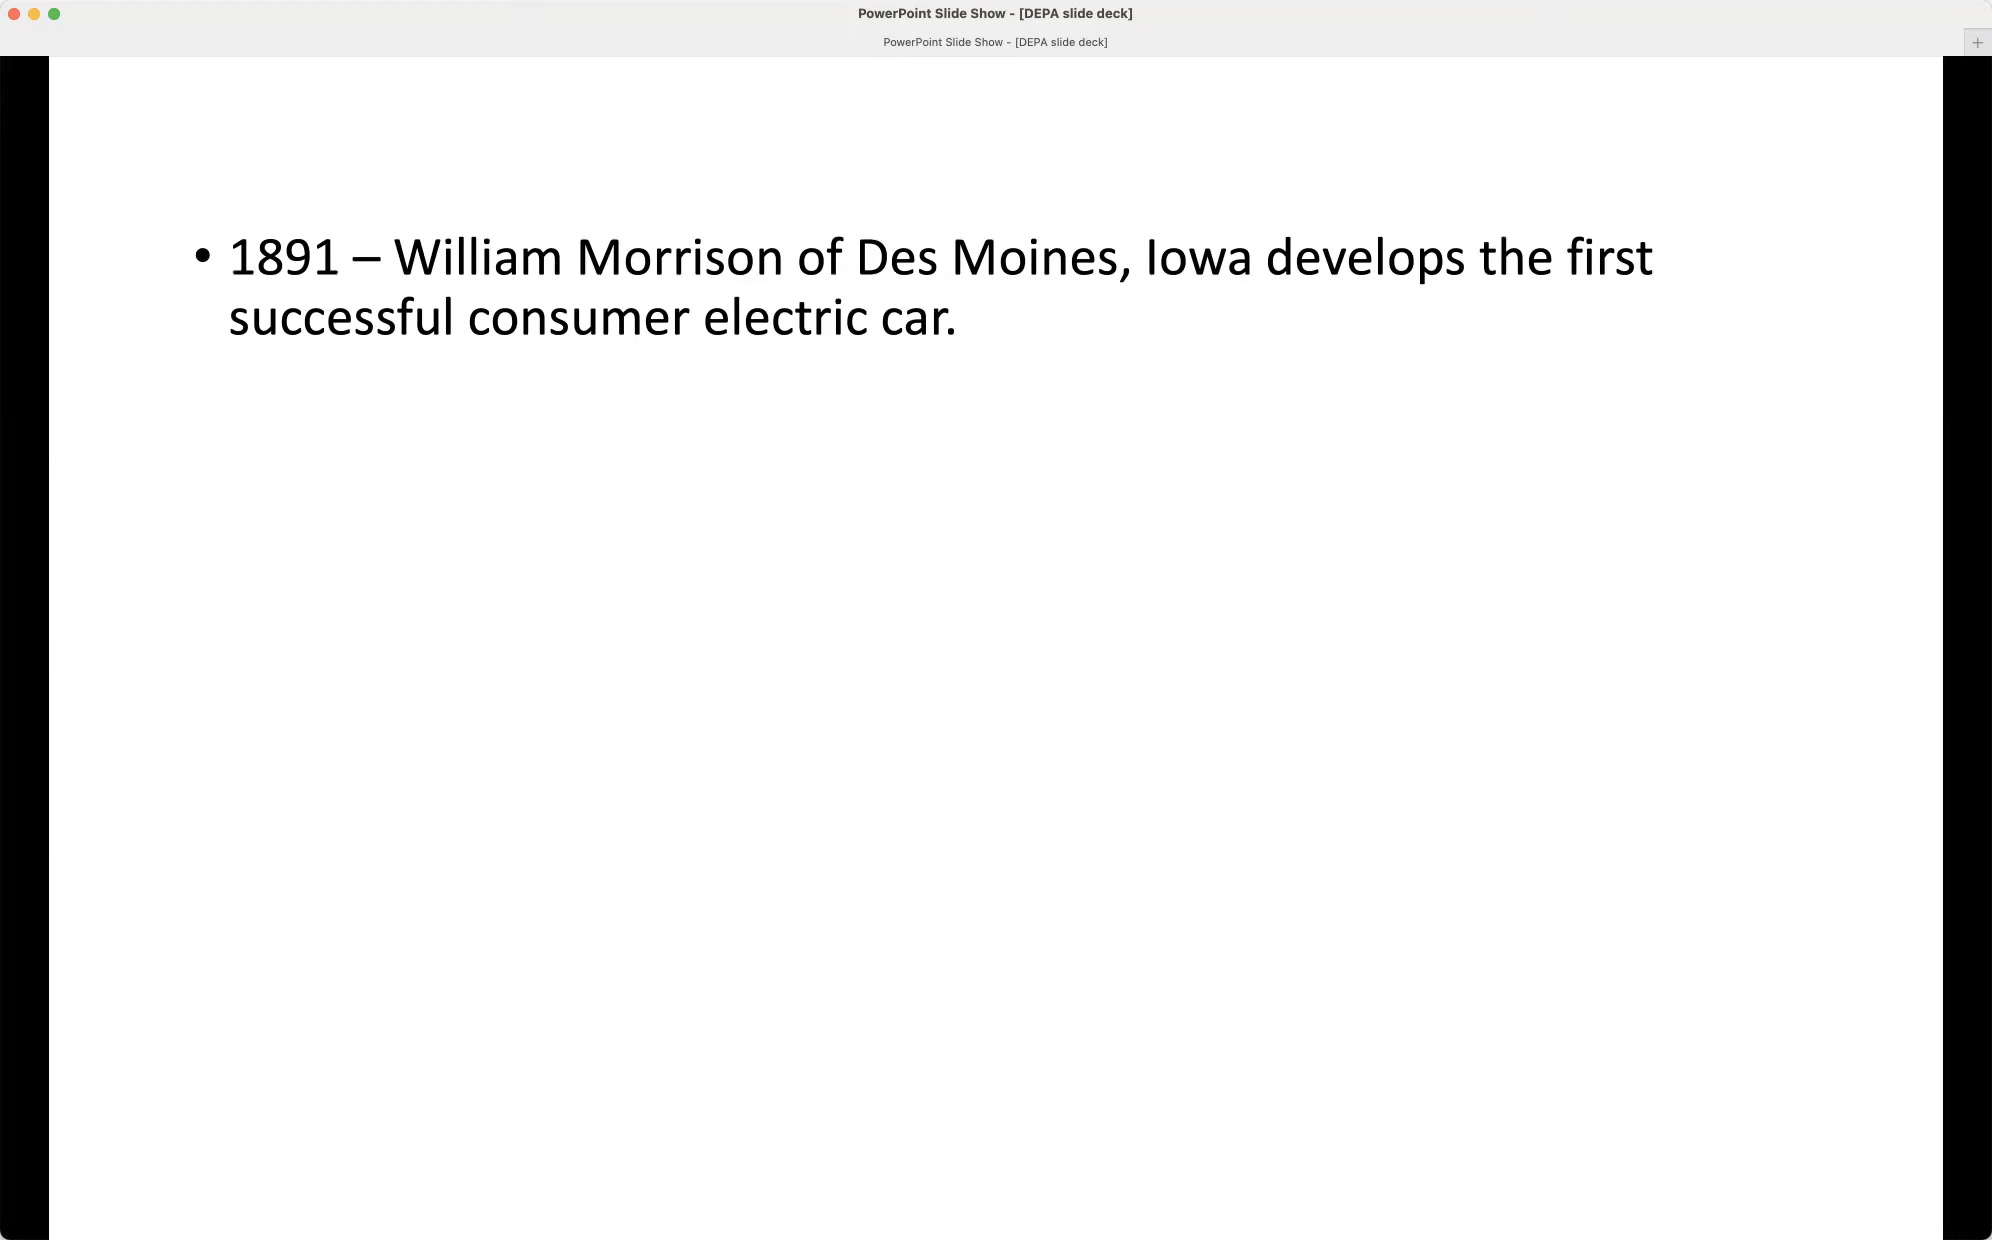 PowerPoint Slide Show - [DEPA slide deck]
PowerPoint Slide Show - [DEPA slide deck]
• 1891 – William Morrison of Des Moines, Iowa develops the first
successful consumer electric car.